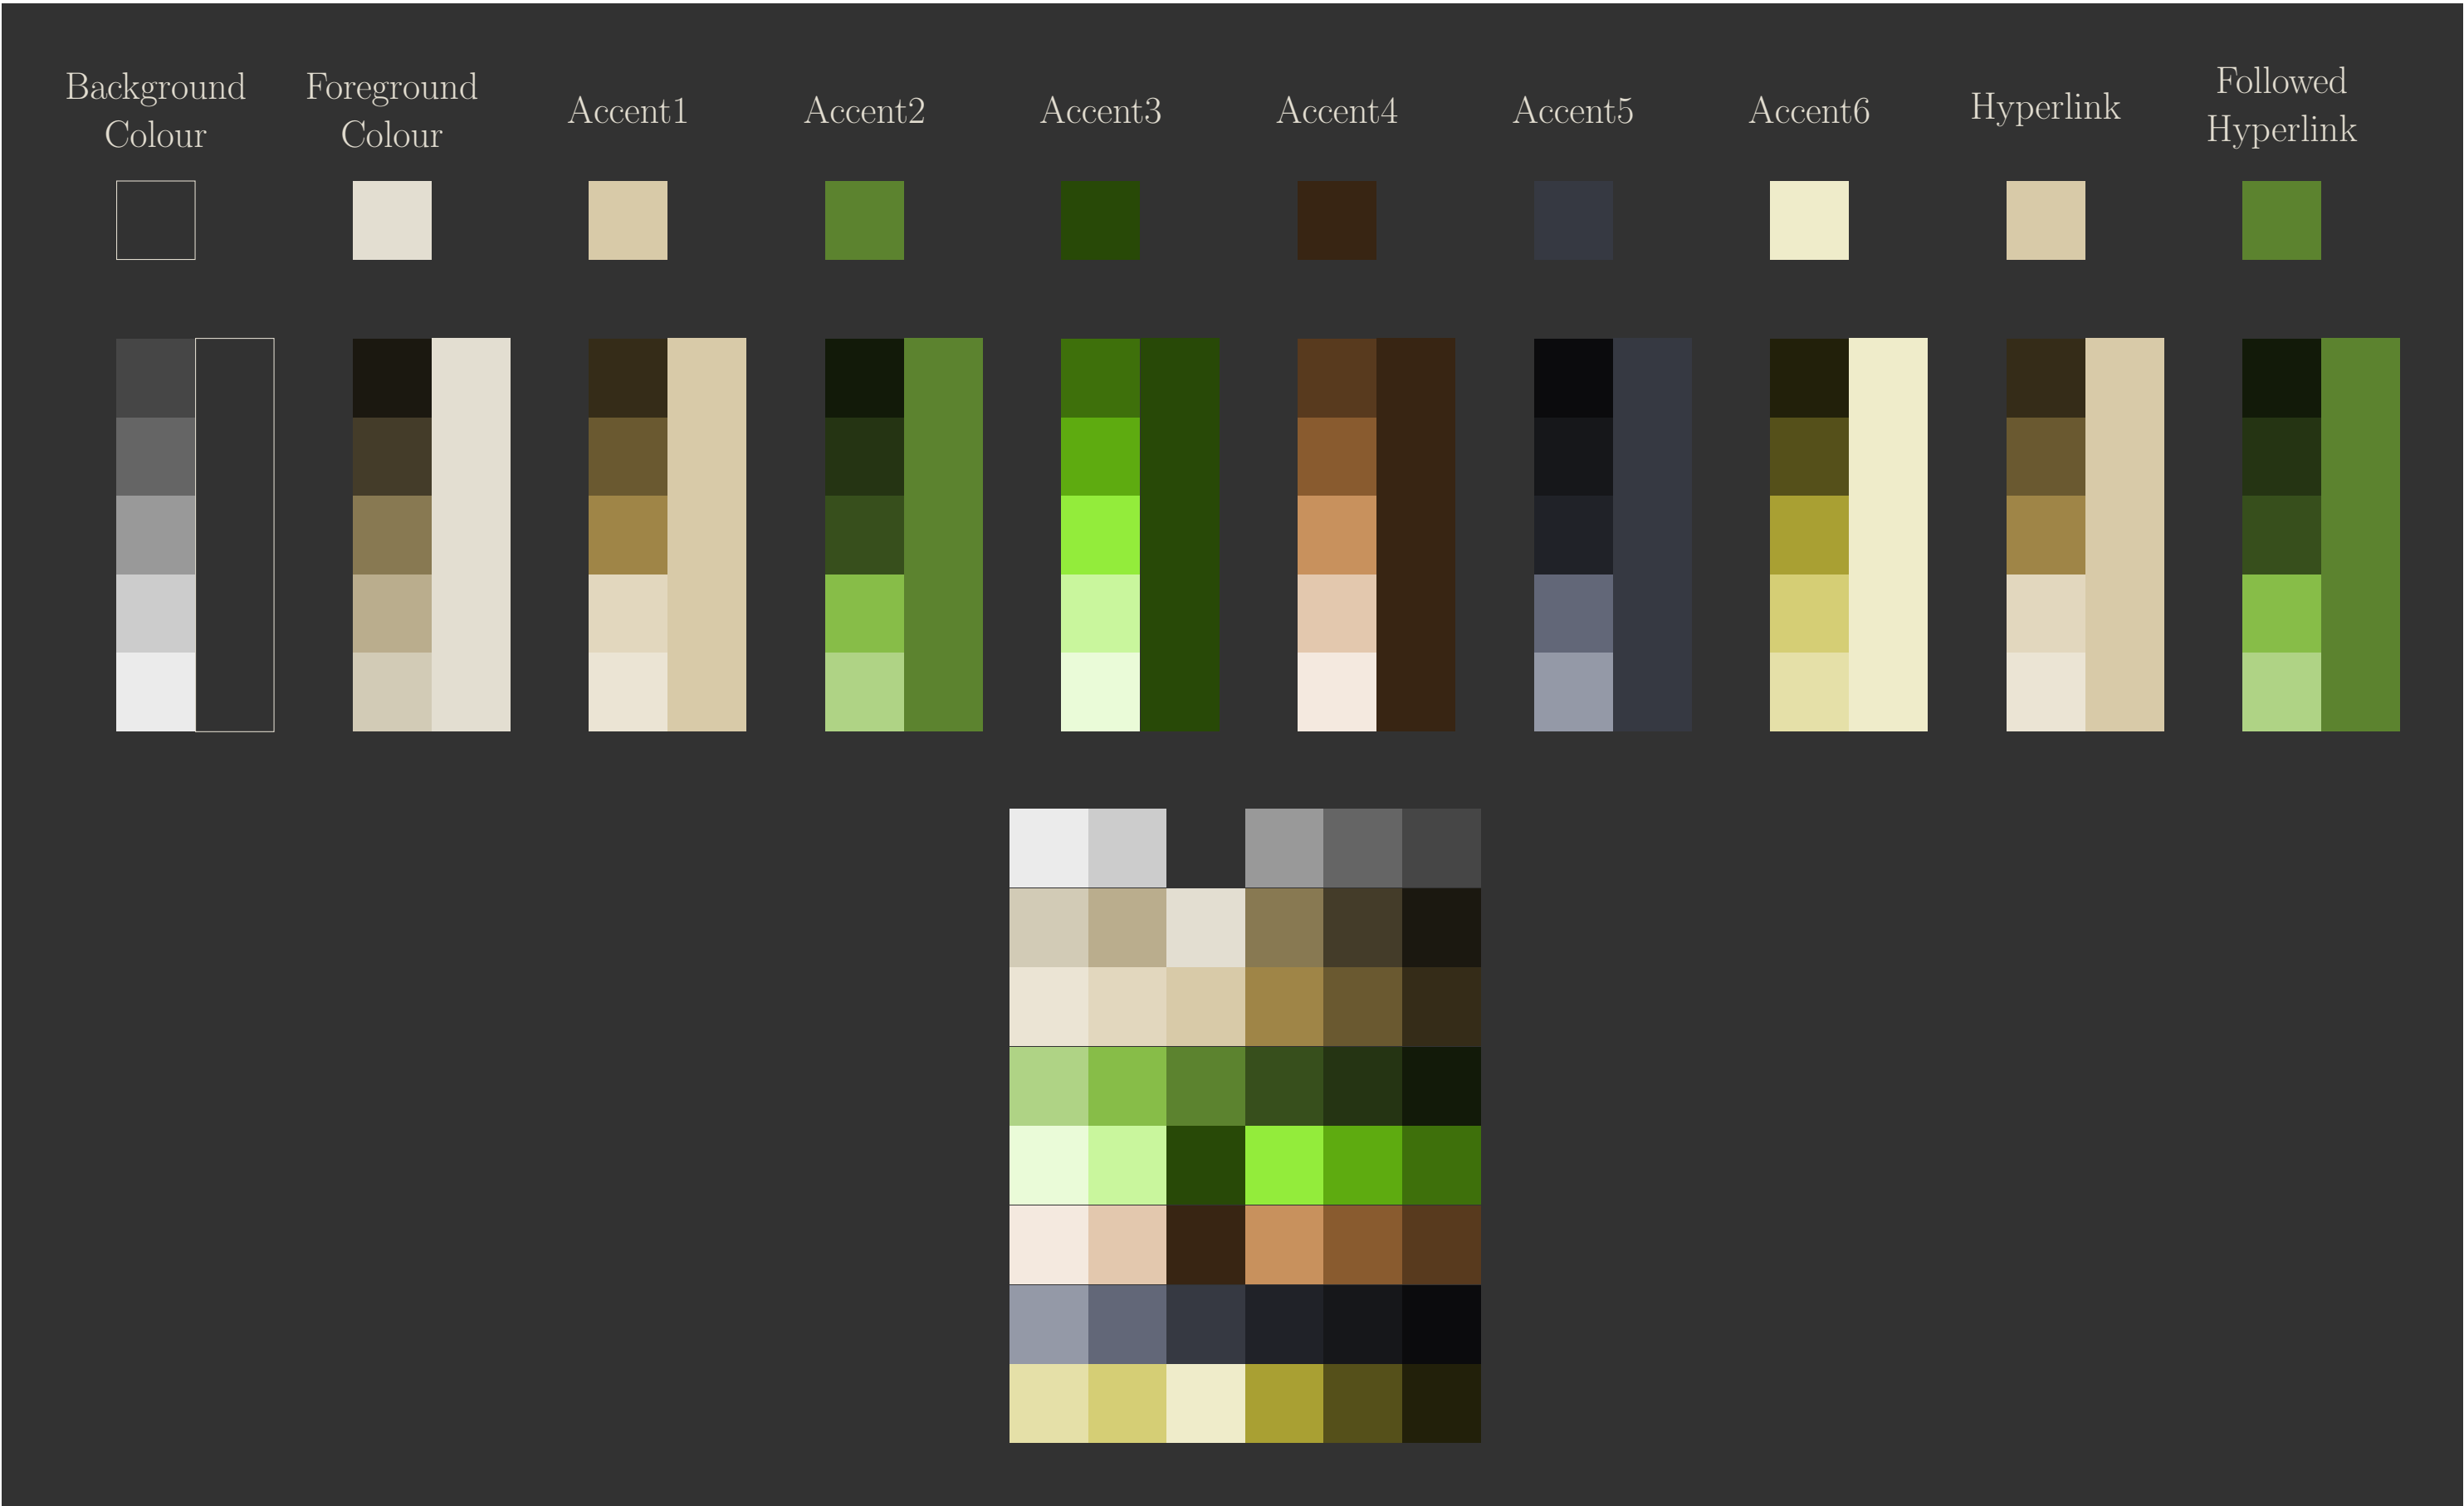 Background
Colour
Foreground
Colour
Accent1
Accent2
Accent3
Accent4
Accent5
Accent6
Hyperlink
Followed
Hyperlink